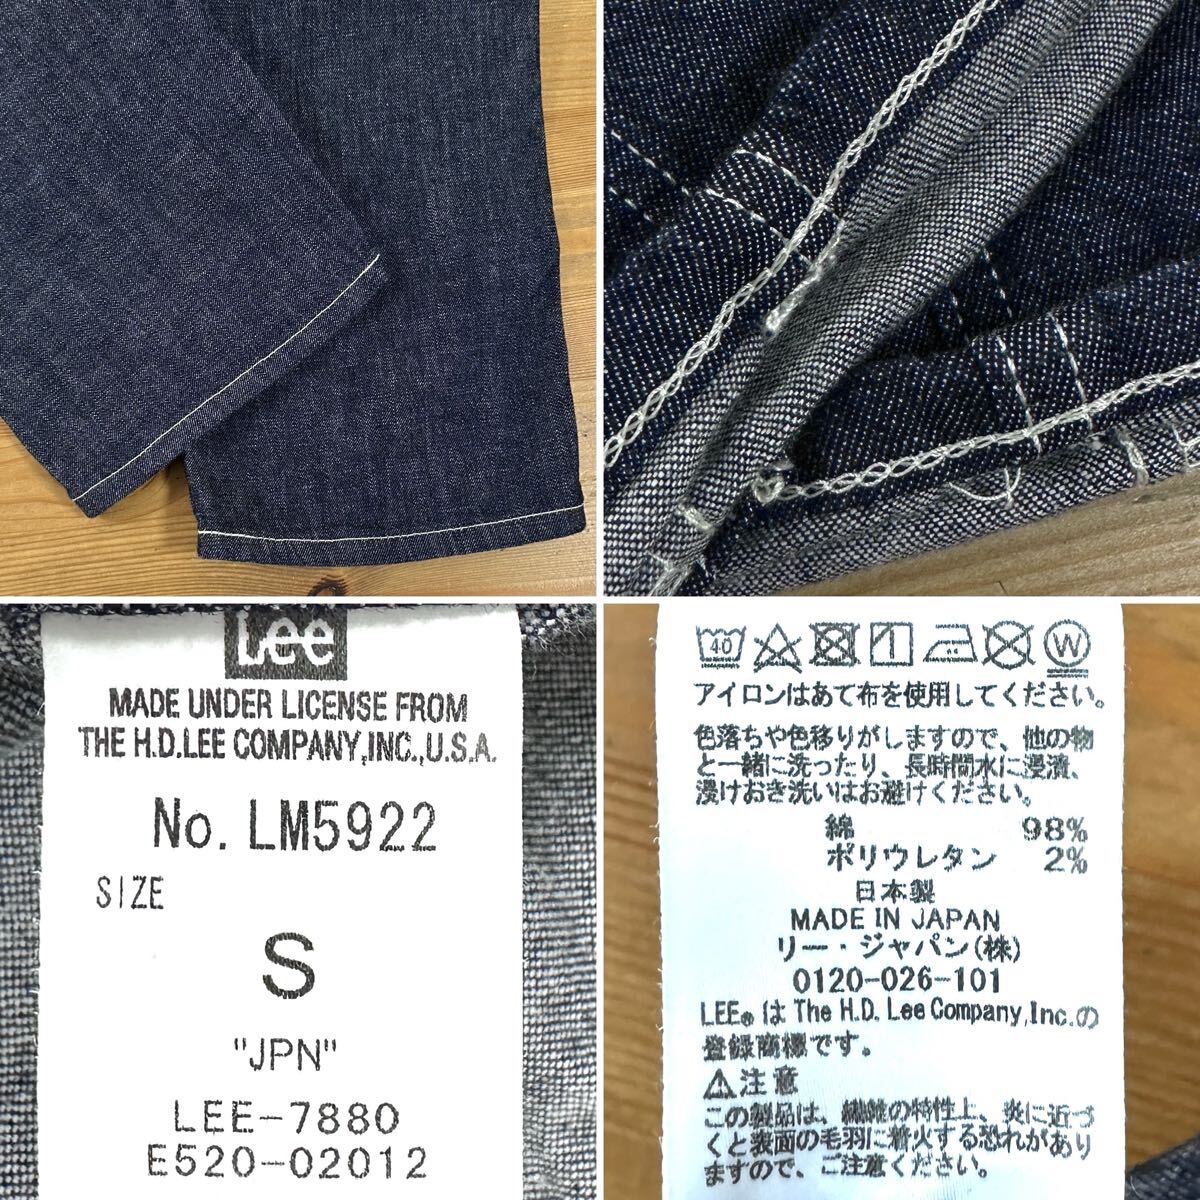 Lee
MADE UNDER LICENSE FROM
THE H.D.LEE COMPANY,INC.,U.S.A.
No. LM5922
SIZE
S
"JPN"
LEE-7880
E520-02012
40
W
アイロンはあて布を使用してください。
色落ちや色移りがしますので、他の物
と一緒に洗ったり、長時間水に浸漬、
浸けおき洗いはお避けください。
綿 98%
ポリウレタン 2%
日本製
MADE IN JAPAN
リー・ジャパン(株)
0120-026-101
LEE®は The H.D. Lee Company,Inc.の
登録商標です。
⚠注意
この製品は、繊維の特性上、炎に近づ
くと表面の毛羽に着火する恐れがあり
ますので、ご注意ください。